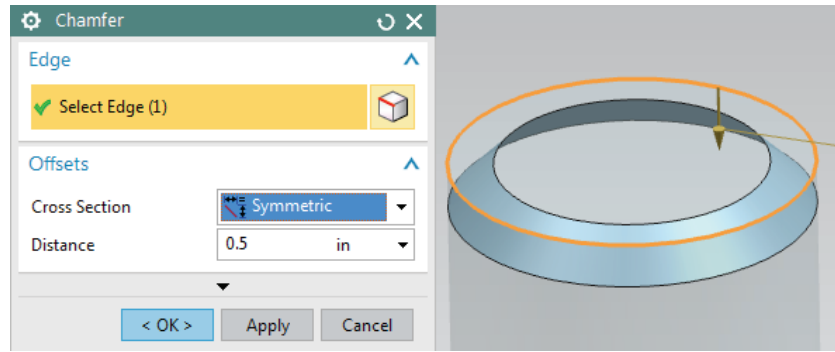 Chamfer
Edge
Select Edge (1)
Offsets
Cross Section Symmetric
Distance 0.5 in
< OK > Apply Cancel